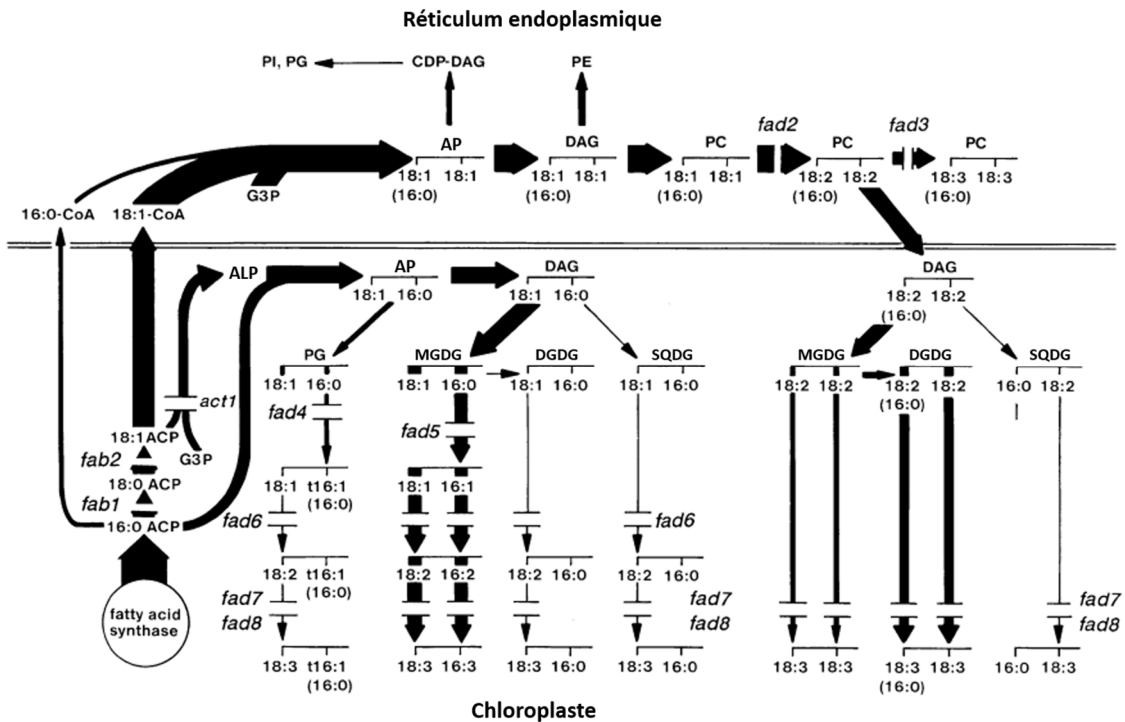 Réticulum endoplasmique
PI, PG
CDP-DAG
PE
AP
DAG
PC
fad2
PC
fad3
PC
18:1 18:1
(16:0)
18:1 18:1
(16:0)
18:1 18:1
(16:0)
18:2 18:2
(16:0)
18:3 18:3
(16:0)
G3P
16:0-CoA
18:1-CoA
ALP
AP
18:1 16:0
DAG
18:1 16:0
DAG
18:2 18:2
(16:0)
PG
18:1 16:0
MGDG
18:1 16:0
DGDG
18:1 16:0
SQDG
18:1 16:0
MGDG
18:2 18:2
DGDG
18:2 18:2
(16:0)
SQDG
16:0 18:2
act1
fad4
fad5
18:1 ACP
fab2
G3P
18:0 ACP
fab1
16:0 ACP
18:1 t16:1
(16:0)
18:1 16:1
fad6
fad6
18:2 t16:1
(16:0)
18:2 16:2
18:2 16:0
18:2 16:0
fatty acid
synthase
fad7
fad8
fad7
fad8
fad7
fad8
18:3 t16:1
(16:0)
18:3 16:3
18:3 16:0
18:3 16:0
18:3 18:3
18:3 18:3
(16:0)
16:0 18:3
Chloroplaste